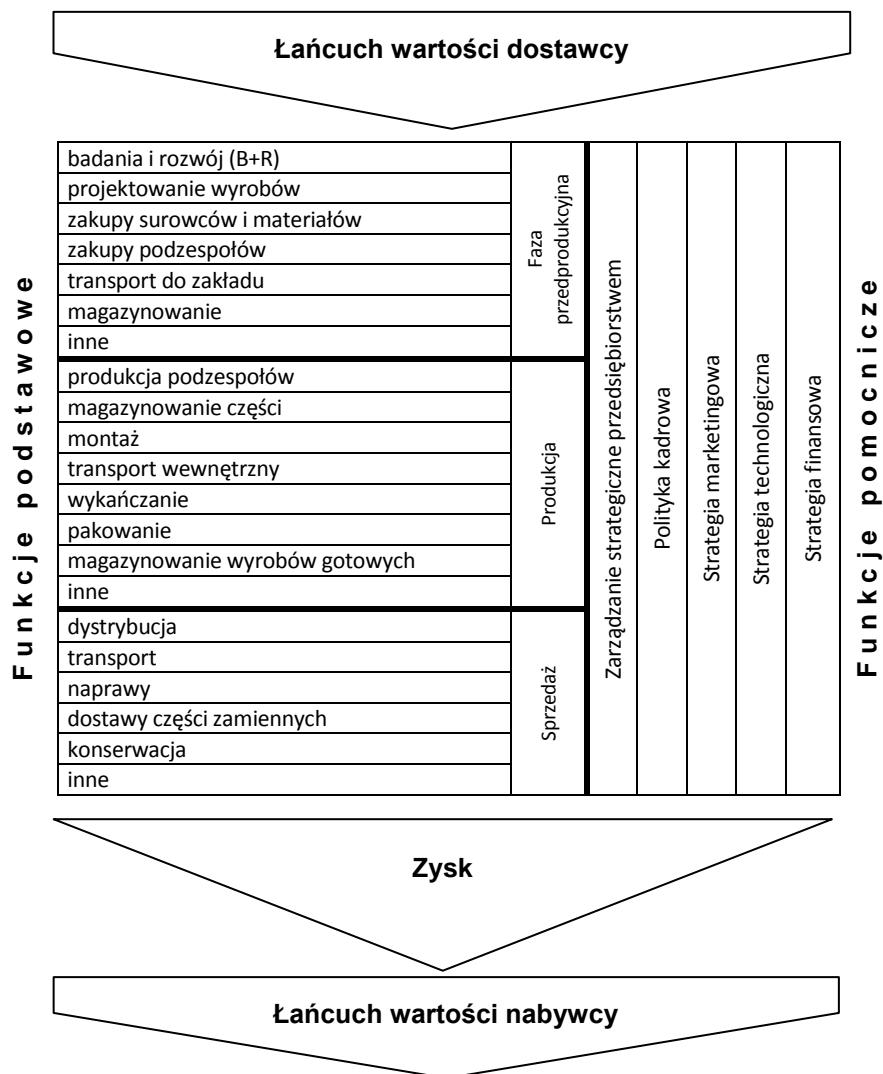 Łańcuch wartości dostawcy
Funkcje podstawowe
badania i rozwój (B+R)
projektowanie wyrobów
zakupy surowców i materiałów
zakupy podzespołów
transport do zakładu
magazynowanie
inne
Faza
przedprodukcyjna
produkcja podzespołów
magazynowanie części
montaż
transport wewnętrzny
wykańczanie
pakowanie
magazynowanie wyrobów gotowych
inne
Produkcja
dystrybucja
transport
naprawy
dostawy części zamiennych
konserwacja
inne
Sprzedaż
Zarządzanie strategiczne przedsiębiorstwem
Polityka kadrowa
Strategia marketingowa
Strategia technologiczna
Strategia finansowa
Funkcje pomocnicze
Zysk
Łańcuch wartości nabywcy